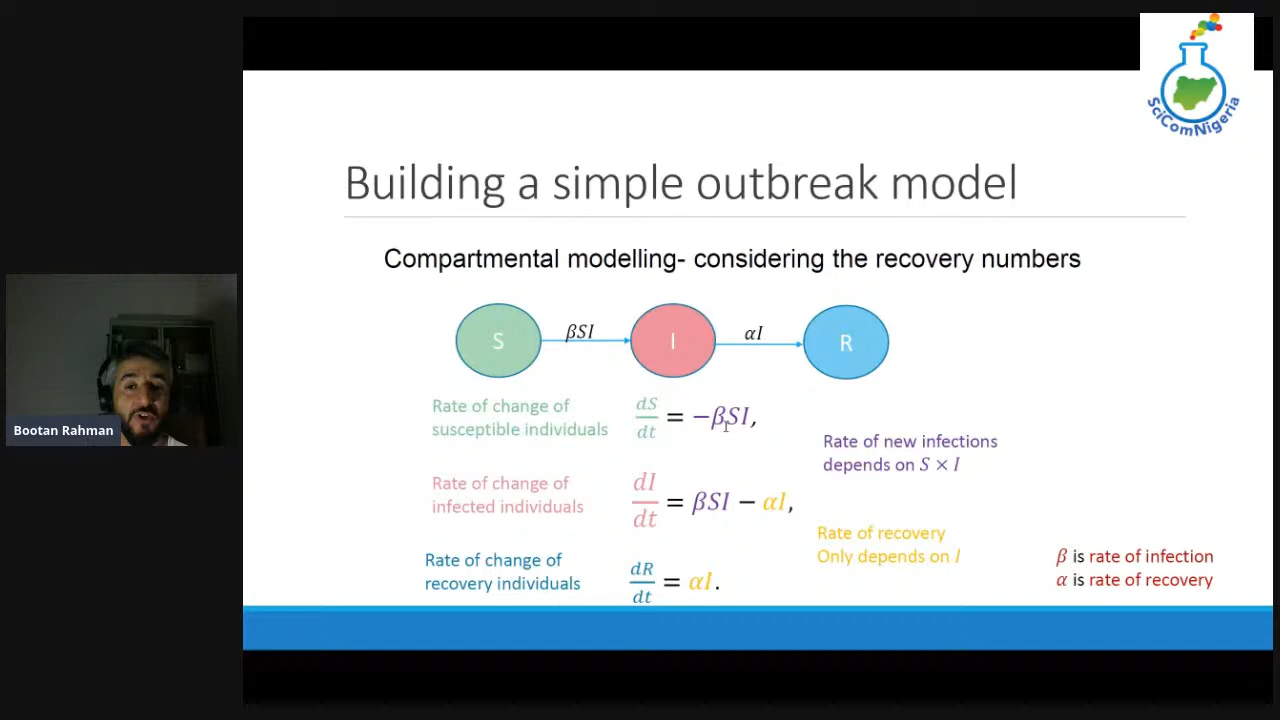 SciComNigeria
Building a simple outbreak model
Compartmental modelling- considering the recovery numbers
S
βSI
I
αI
R
Rate of change of
susceptible individuals
dS/dt = −βSI,
Rate of new infections
depends on S × I
Rate of change of
infected individuals
dI/dt = βSI − αI,
Rate of recovery
Only depends on I
Rate of change of
recovery individuals
dR/dt = αI.
β is rate of infection
α is rate of recovery
Bootan Rahman